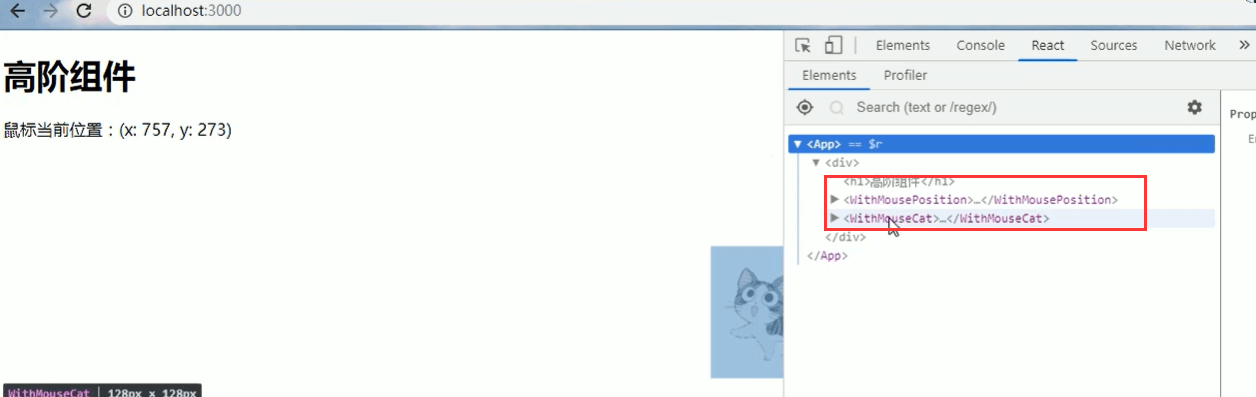 localhost:3000
高阶组件
鼠标当前位置：(x: 757, y: 273)
Elements Console React Sources Network »
Elements Profiler
Search (text or /regex/)
Prop
▼ <App> == $r
▼ <div>
<h1>高阶组件</h1>
▶ <WithMousePosition>…</WithMousePosition>
▶ <WithMouseCat>…</WithMouseCat>
</div>
</App>
WithMouseCat | 128px × 128px